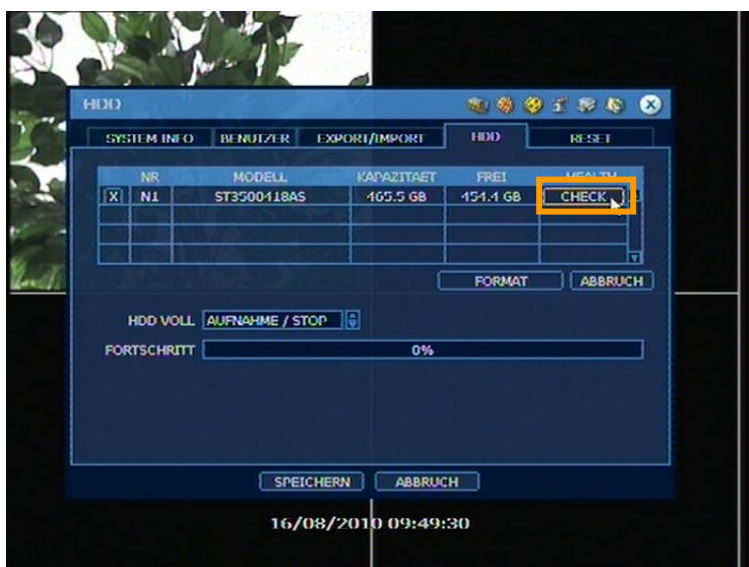 HDD
SYSTEM INFO BENUTZER EXPORT/IMPORT HDD RESET
NR MODELL KAPAZITAET FREI HEALTH
X N1 ST3500418AS 465.5 GB 454.4 GB CHECK
FORMAT ABBRUCH
HDD VOLL AUFNAHME / STOP
FORTSCHRITT 0%
SPEICHERN ABBRUCH
16/08/2010 09:49:30